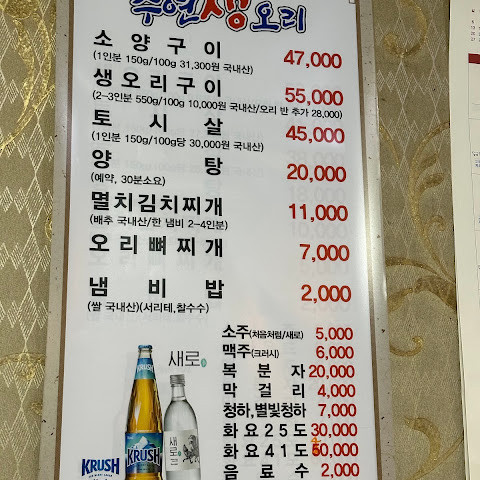 주연생오리
소양구이 47,000
(1인분 150g/100g 31,300원 국내산)
생오리구이 55,000
(2~3인분 550g/100g 10,000원 국내산/오리 반 추가 28,000)
토시살 45,000
(1인분 150g/100g당 30,000원 국내산)
양탕 20,000
(예약, 30분소요)
멸치김치찌개 11,000
(배추 국내산/한 냄비 2~4인분)
오리뼈찌개 7,000
냄비밥 2,000
(쌀 국내산)(서리테,찰수수)
소주(처음처럼/새로) 5,000
맥주(크러시) 6,000
복분자 20,000
막걸리 4,000
청하,별빛청하 7,000
화요25도 30,000
화요41도 0,000
음료수 2,000
새로
KRUSH
KRUSH
새로
KRUSH